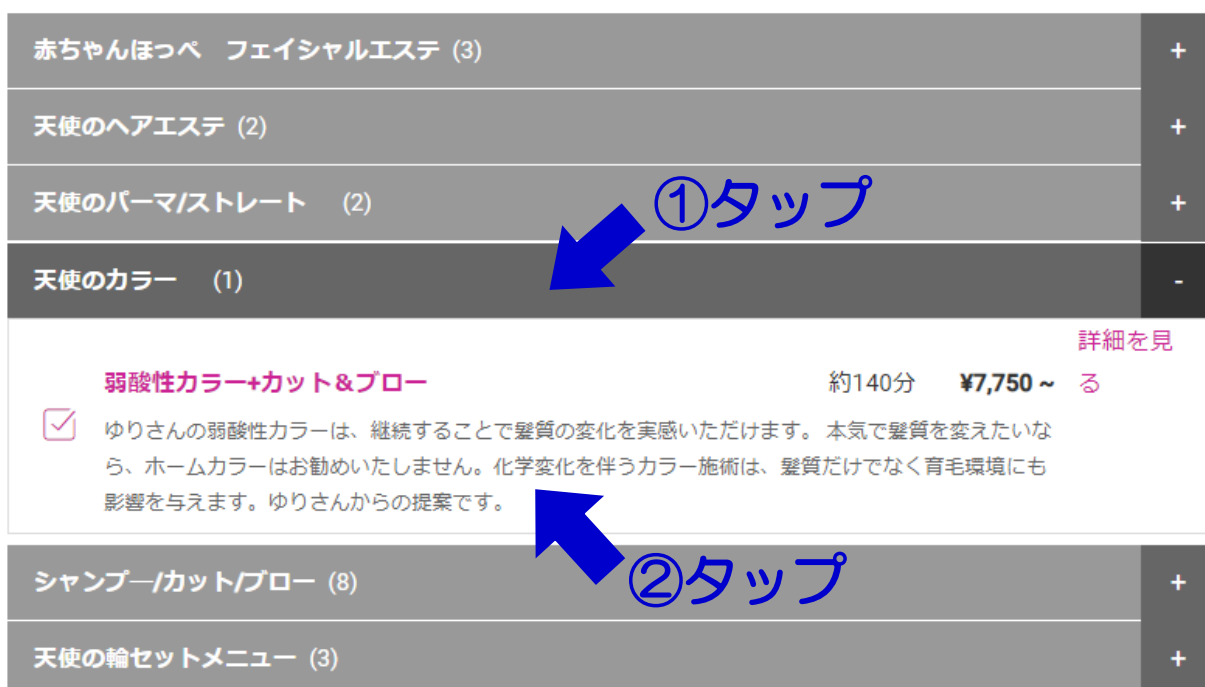 赤ちゃんほっぺ　フェイシャルエステ (3) +
天使のヘアエステ (2) +
天使のパーマ/ストレート (2) +
①タップ
天使のカラー (1) -
弱酸性カラー+カット＆ブロー 約140分 ¥7,750 ~ 詳細を見
る
ゆりさんの弱酸性カラーは、継続することで髪質の変化を実感いただけます。 本気で髪質を変えたいな
ら、ホームカラーはお勧めいたしません。化学変化を伴うカラー施術は、髪質だけでなく育毛環境にも
影響を与えます。ゆりさんからの提案です。
②タップ
シャンプ―/カット/ブロー (8) +
天使の輪セットメニュー (3) +